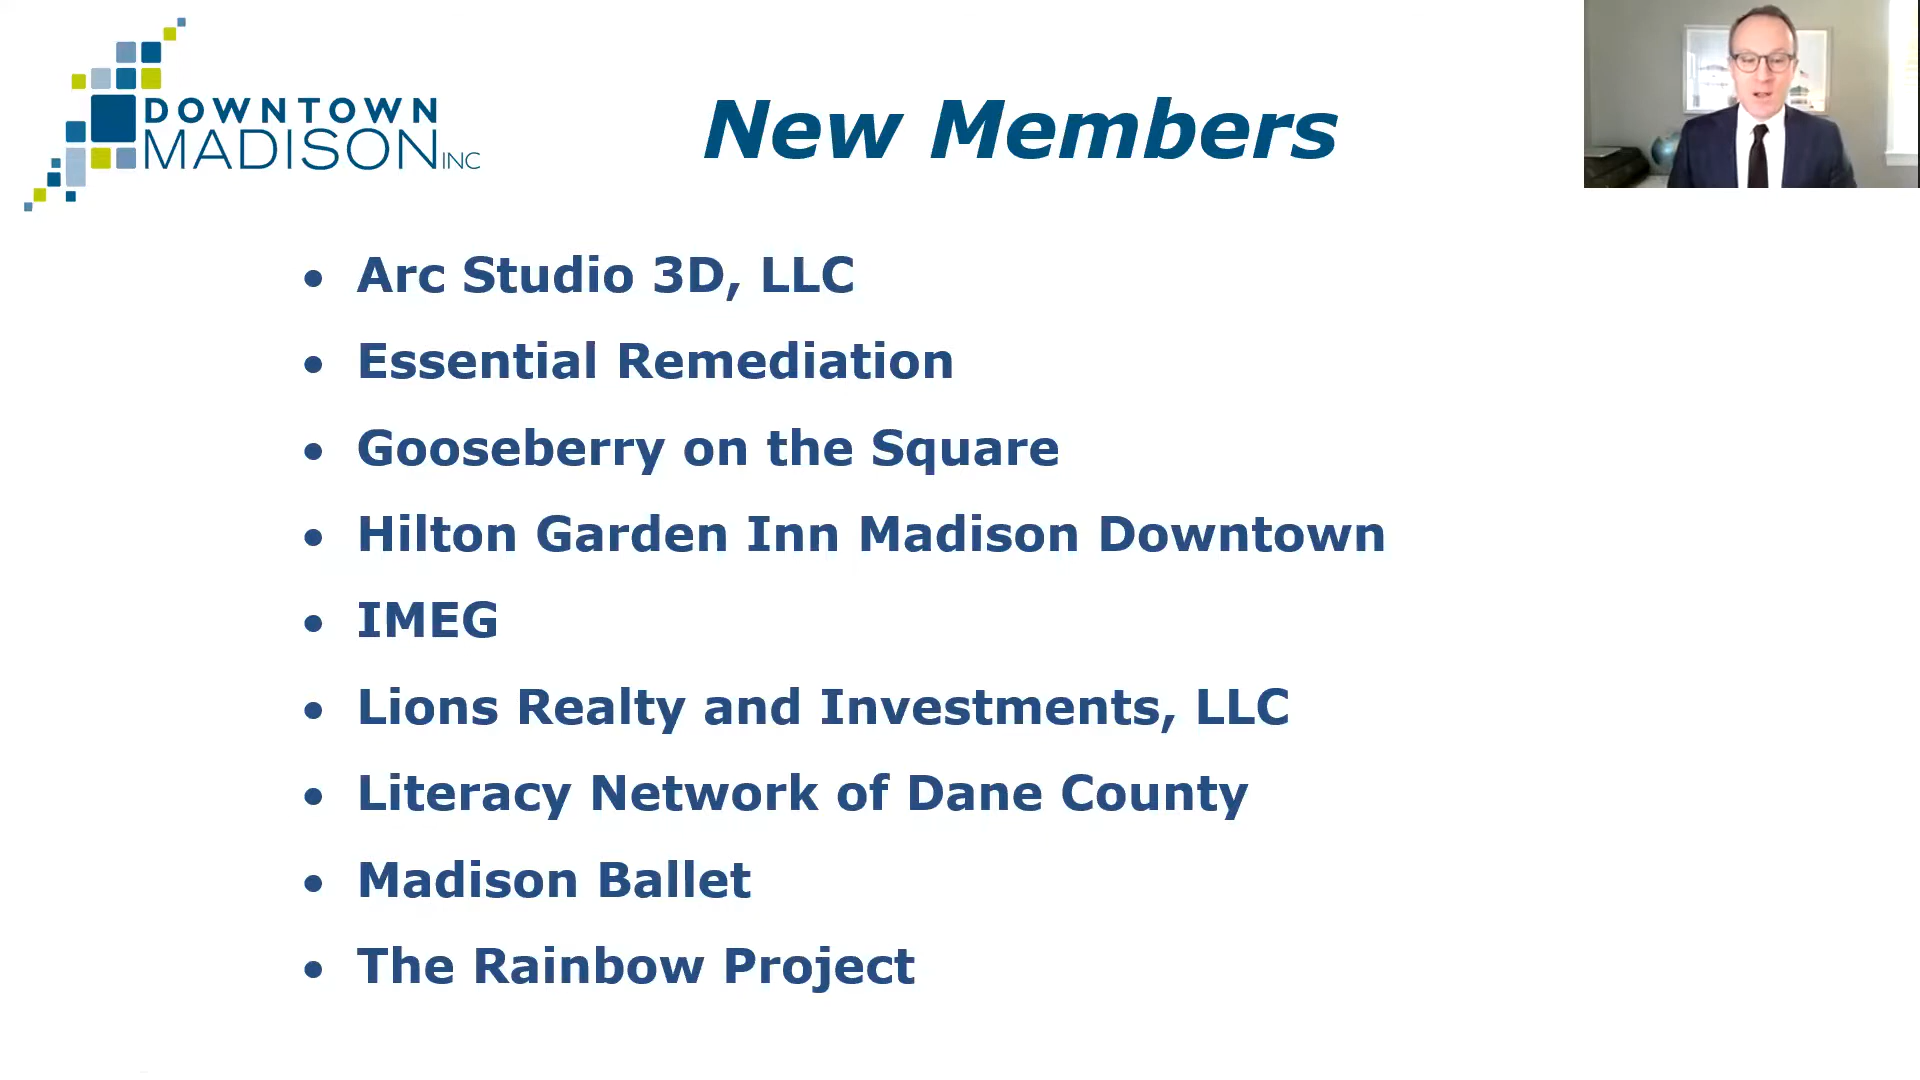 DOWNTOWN
MADISON INC
New Members
• Arc Studio 3D, LLC
• Essential Remediation
• Gooseberry on the Square
• Hilton Garden Inn Madison Downtown
• IMEG
• Lions Realty and Investments, LLC
• Literacy Network of Dane County
• Madison Ballet
• The Rainbow Project